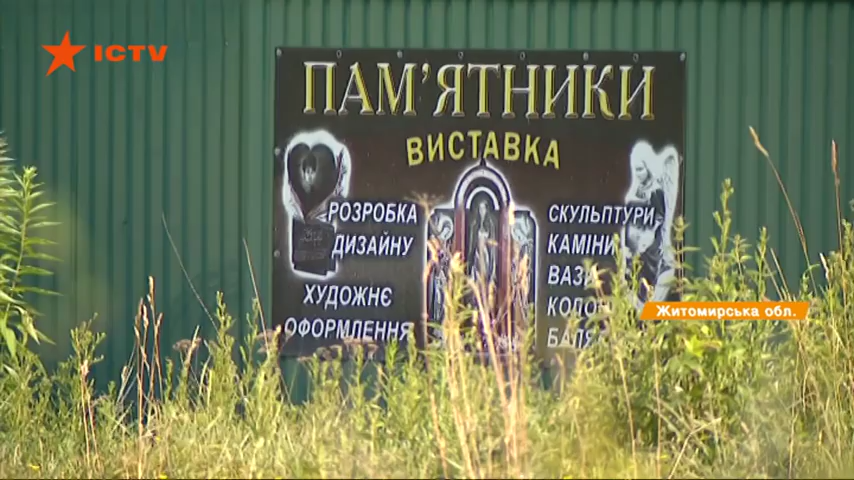 ICTV
ПАМ’ЯТНИКИ
ВИСТАВКА
РОЗРОБКА
ДИЗАЙНУ
ХУДОЖНЄ
ОФОРМЛЕННЯ
СКУЛЬПТУРИ,
КАМІНИ
Житомирська обл.